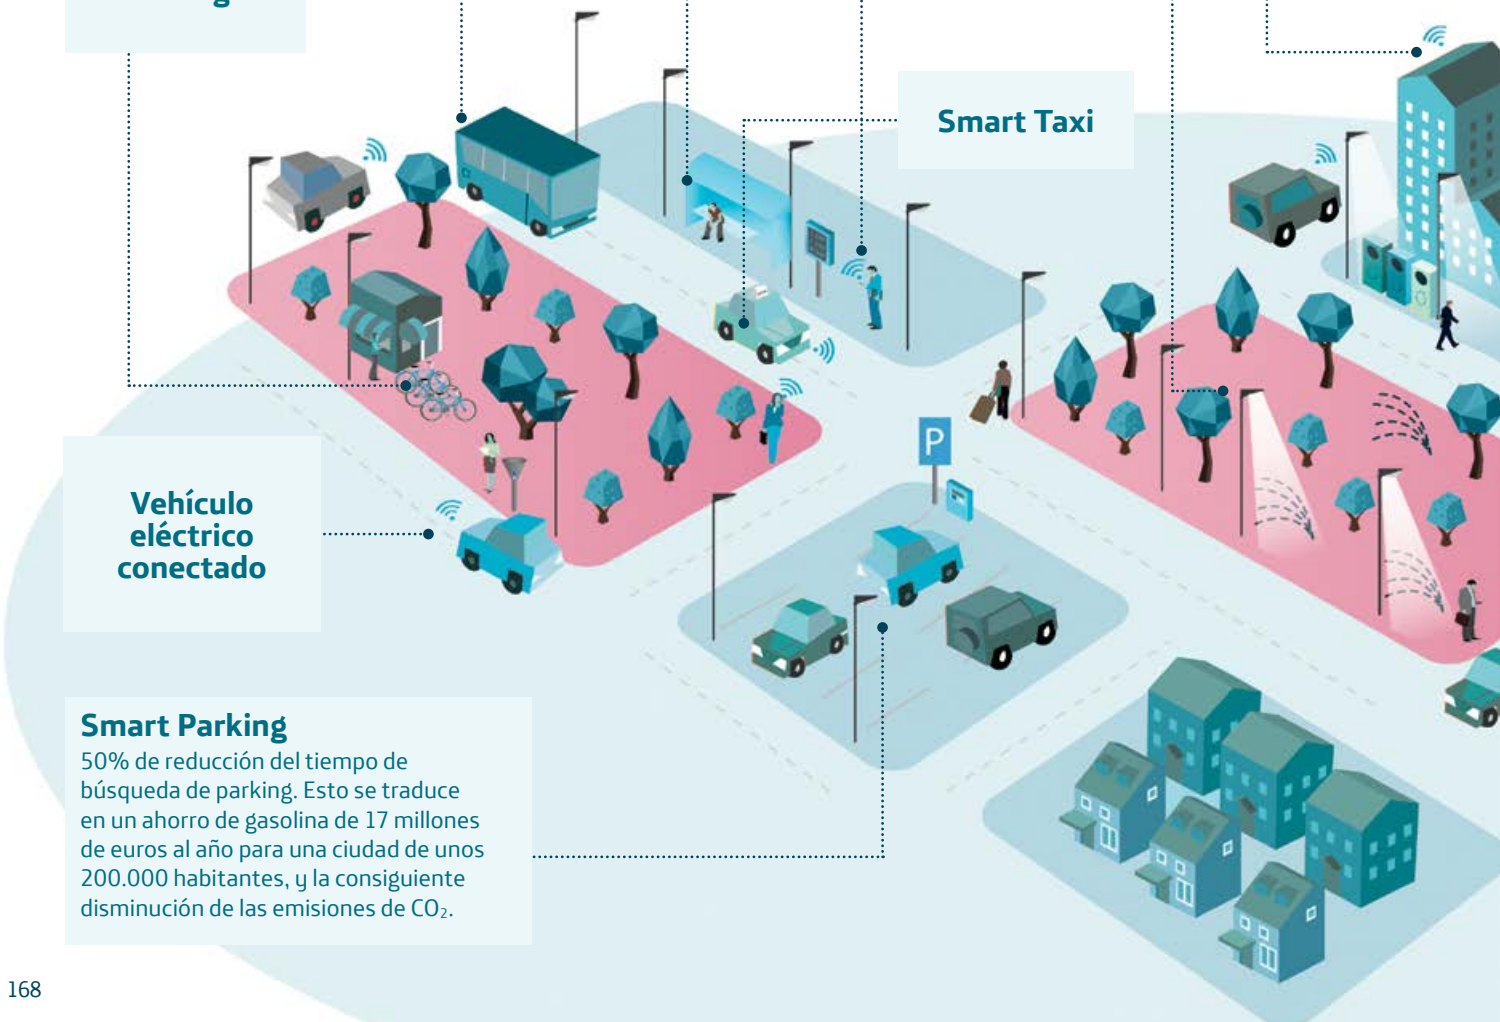 Smart Taxi
P
Vehículo
eléctrico
conectado
Smart Parking
50% de reducción del tiempo de
búsqueda de parking. Esto se traduce
en un ahorro de gasolina de 17 millones
de euros al año para una ciudad de unos
200.000 habitantes, y la consiguiente
disminución de las emisiones de CO₂.
168